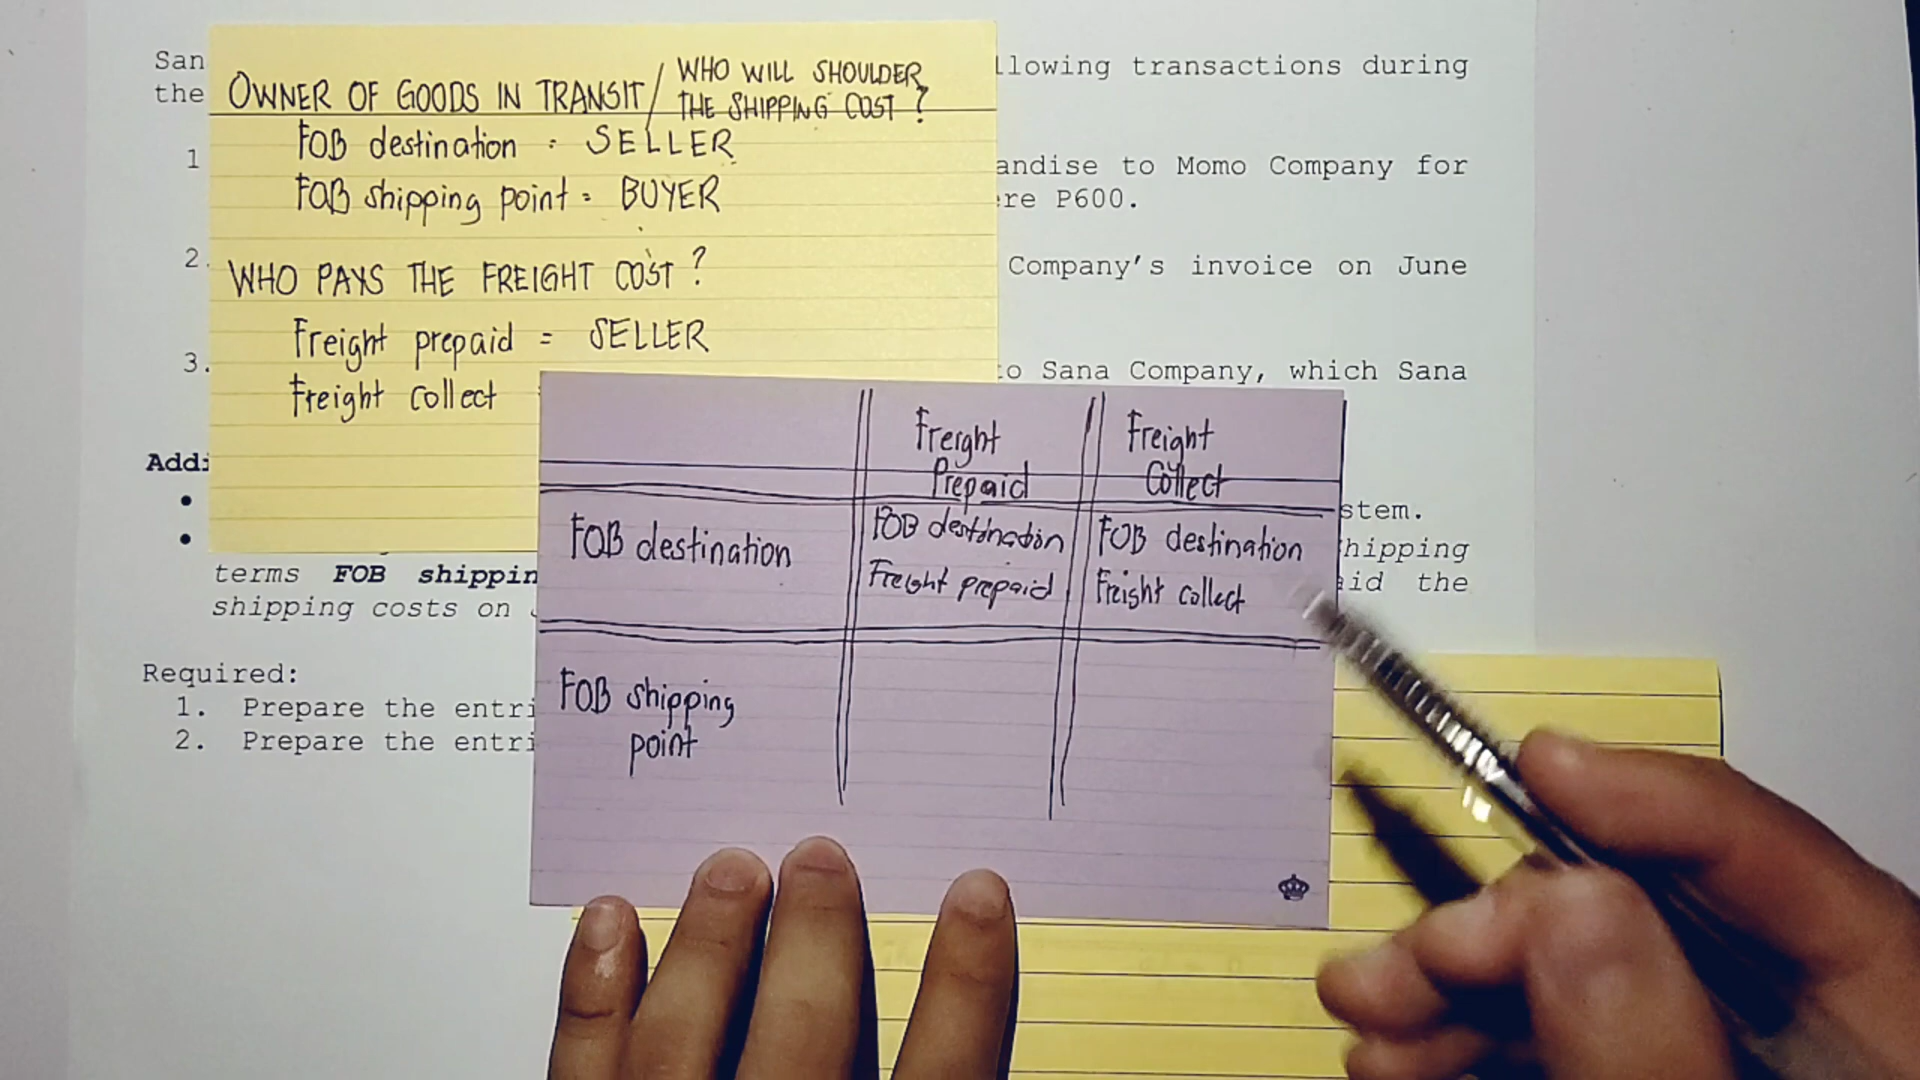 San
the
llowing transactions during
OWNER OF GOODS IN TRANSIT / WHO WILL SHOULDER
THE SHIPPING COST ?
FOB destination = SELLER
FOB shipping point = BUYER
WHO PAYS THE FREIGHT COST ?
Freight prepaid = SELLER
Freight collect
1
andise to Momo Company for
re P600.
2.
Company's invoice on June
3.
to Sana Company, which Sana
Addi
stem.
hipping
terms FOB shippin
aid the
shipping costs on
Required:
1. Prepare the entri
2. Prepare the entri
Freight
Prepaid
Freight
Collect
FOB destination
FOB destination
Freight prepaid
FOB destination
Freight collect
FOB shipping
point